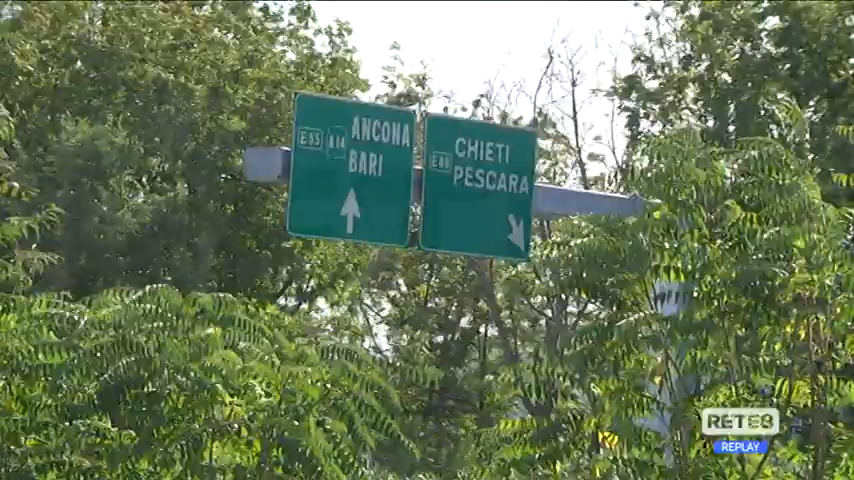 E55 A14 ANCONA
BARI
CHIETI
E80 PESCARA
RETE8
REPLAY